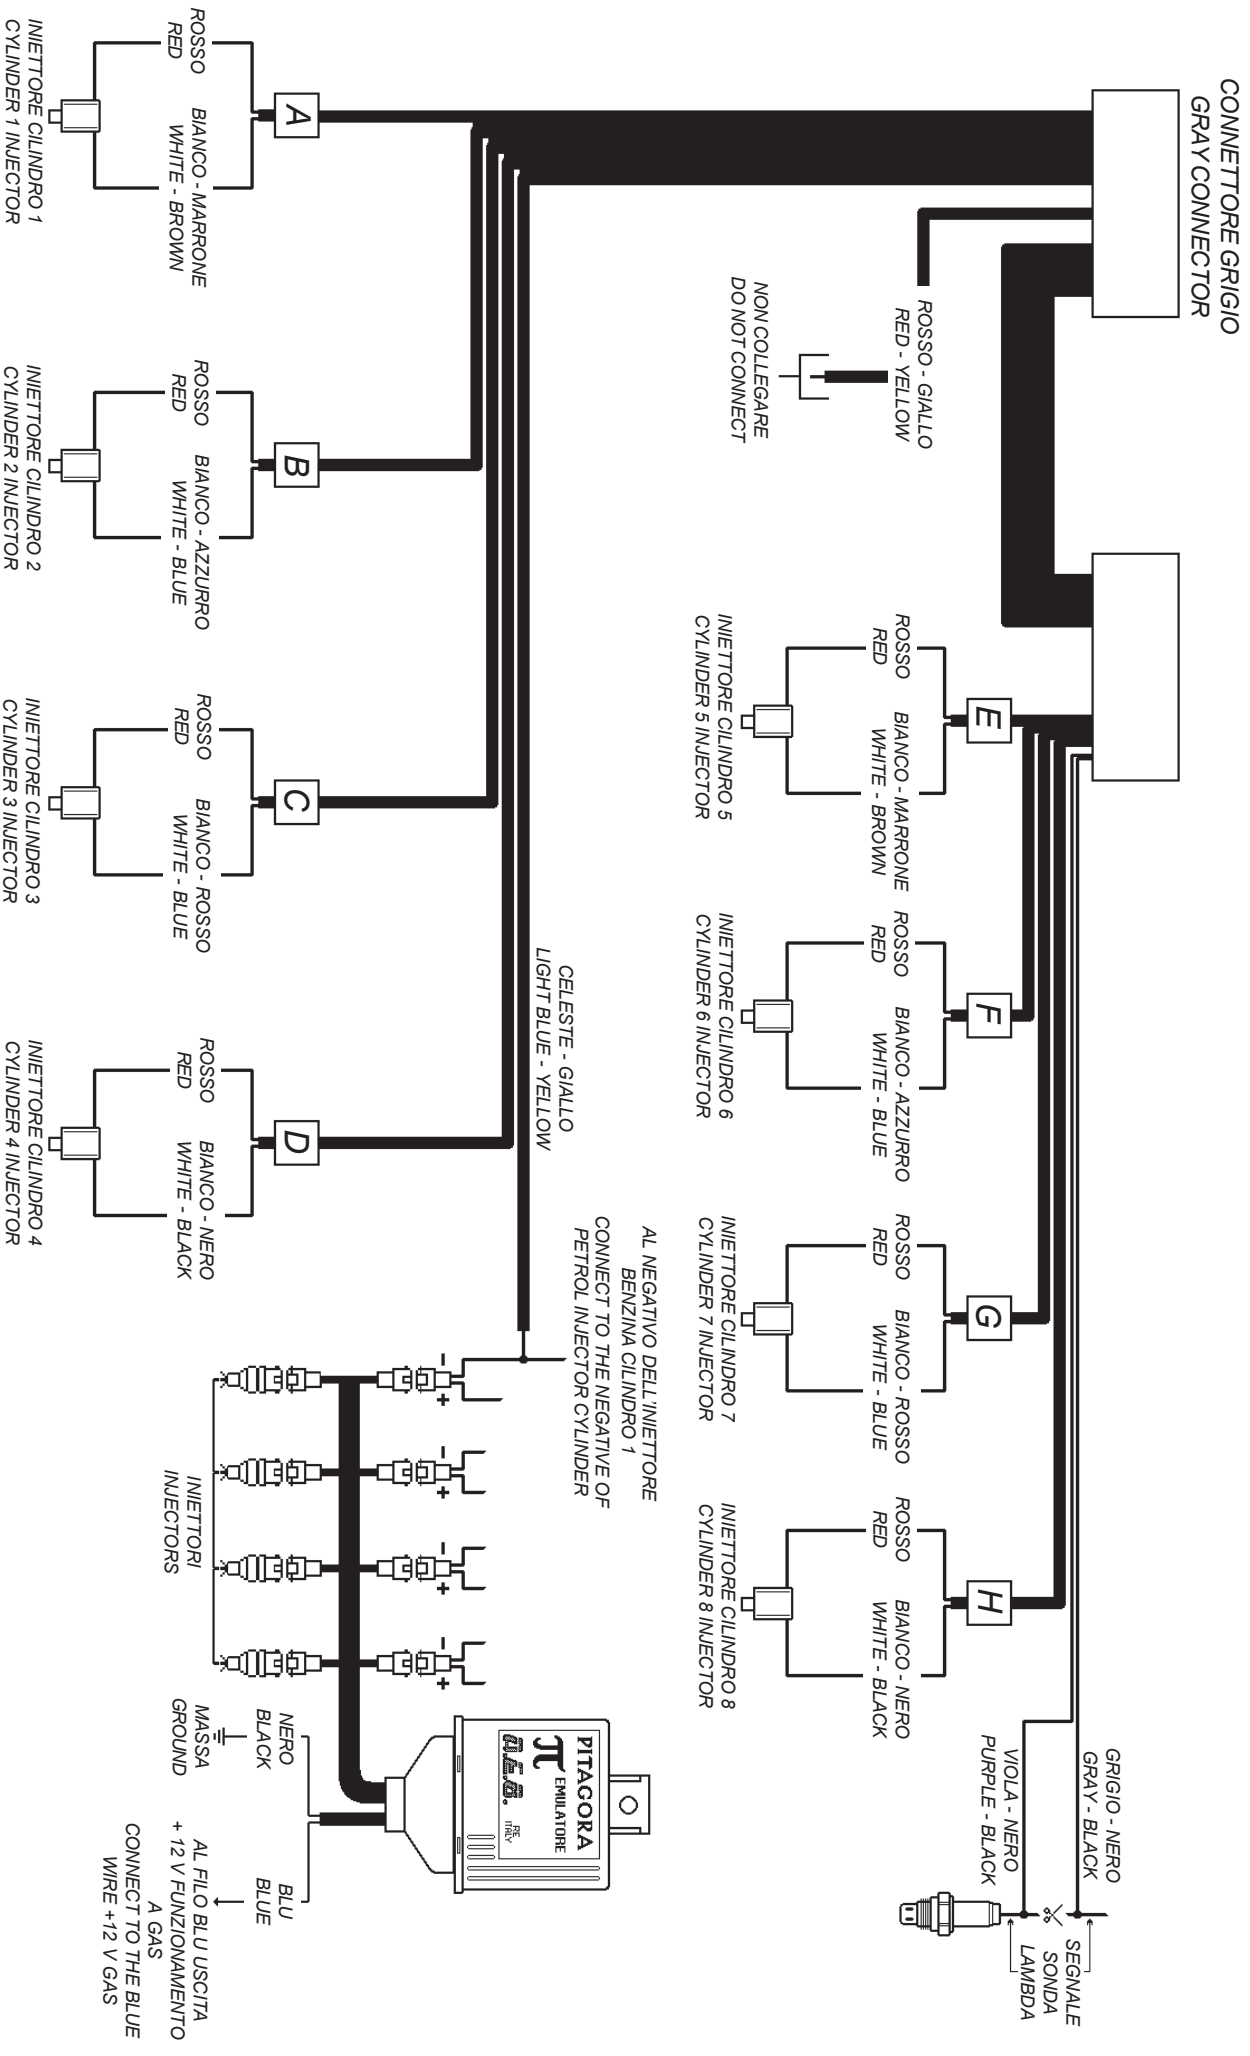 CONNETTORE GRIGIO
GRAY CONNECTOR
ROSSO - GIALLO
RED - YELLOW
NON COLLEGARE
DO NOT CONNECT
E
ROSSO
RED
BIANCO - MARRONE
WHITE - BROWN
INIETTORE CILINDRO 5
CYLINDER 5 INJECTOR
F
ROSSO
RED
BIANCO - AZZURRO
WHITE - BLUE
INIETTORE CILINDRO 6
CYLINDER 6 INJECTOR
G
ROSSO
RED
BIANCO - ROSSO
WHITE - BLUE
INIETTORE CILINDRO 7
CYLINDER 7 INJECTOR
H
ROSSO
RED
BIANCO - NERO
WHITE - BLACK
INIETTORE CILINDRO 8
CYLINDER 8 INJECTOR
GRIGIO - NERO
GRAY - BLACK
VIOLA - NERO
PURPLE - BLACK
SEGNALE
SONDA
LAMBDA
CELESTE - GIALLO
LIGHT BLUE - YELLOW
AL NEGATIVO DELL'INIETTORE
BENZINA CILINDRO 1
CONNECT TO THE NEGATIVE OF
PETROL INJECTOR CYLINDER
A
ROSSO
RED
BIANCO - MARRONE
WHITE - BROWN
INIETTORE CILINDRO 1
CYLINDER 1 INJECTOR
B
ROSSO
RED
BIANCO - AZZURRO
WHITE - BLUE
INIETTORE CILINDRO 2
CYLINDER 2 INJECTOR
C
ROSSO
RED
BIANCO - ROSSO
WHITE - BLUE
INIETTORE CILINDRO 3
CYLINDER 3 INJECTOR
D
ROSSO
RED
BIANCO - NERO
WHITE - BLACK
INIETTORE CILINDRO 4
CYLINDER 4 INJECTOR
- +
- +
- +
- +
INIETTORI
INJECTORS
PITAGORA
π EMULATORE
A.E.B. RE
ITALY
NERO
BLACK
MASSA
GROUND
BLU
BLUE
AL FILO BLU USCITA
+ 12 V FUNZIONAMENTO
A GAS
CONNECT TO THE BLUE
WIRE +12 V GAS